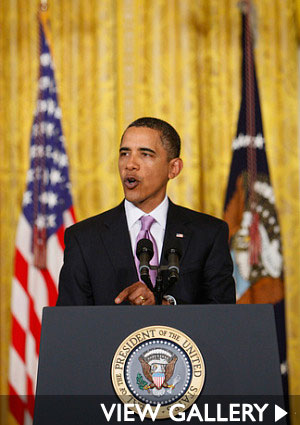 THE PRESIDENT OF THE UNITED STATES
VIEW GALLERY